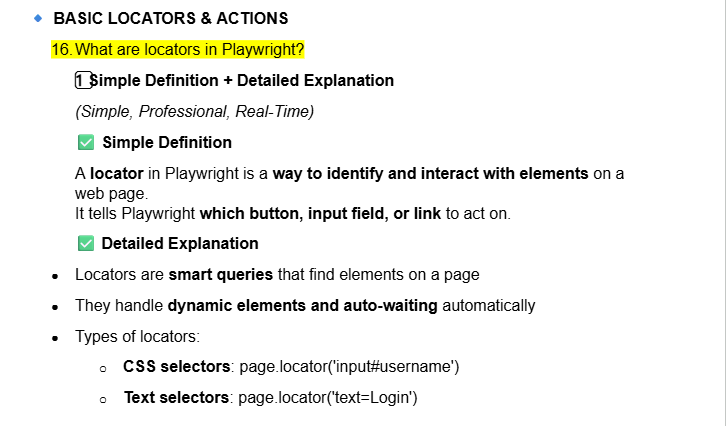 BASIC LOCATORS & ACTIONS
16. What are locators in Playwright?
1 Simple Definition + Detailed Explanation
(Simple, Professional, Real-Time)
✅ Simple Definition
A locator in Playwright is a way to identify and interact with elements on a
web page.
It tells Playwright which button, input field, or link to act on.
✅ Detailed Explanation
• Locators are smart queries that find elements on a page
• They handle dynamic elements and auto-waiting automatically
• Types of locators:
o CSS selectors: page.locator('input#username')
o Text selectors: page.locator('text=Login')